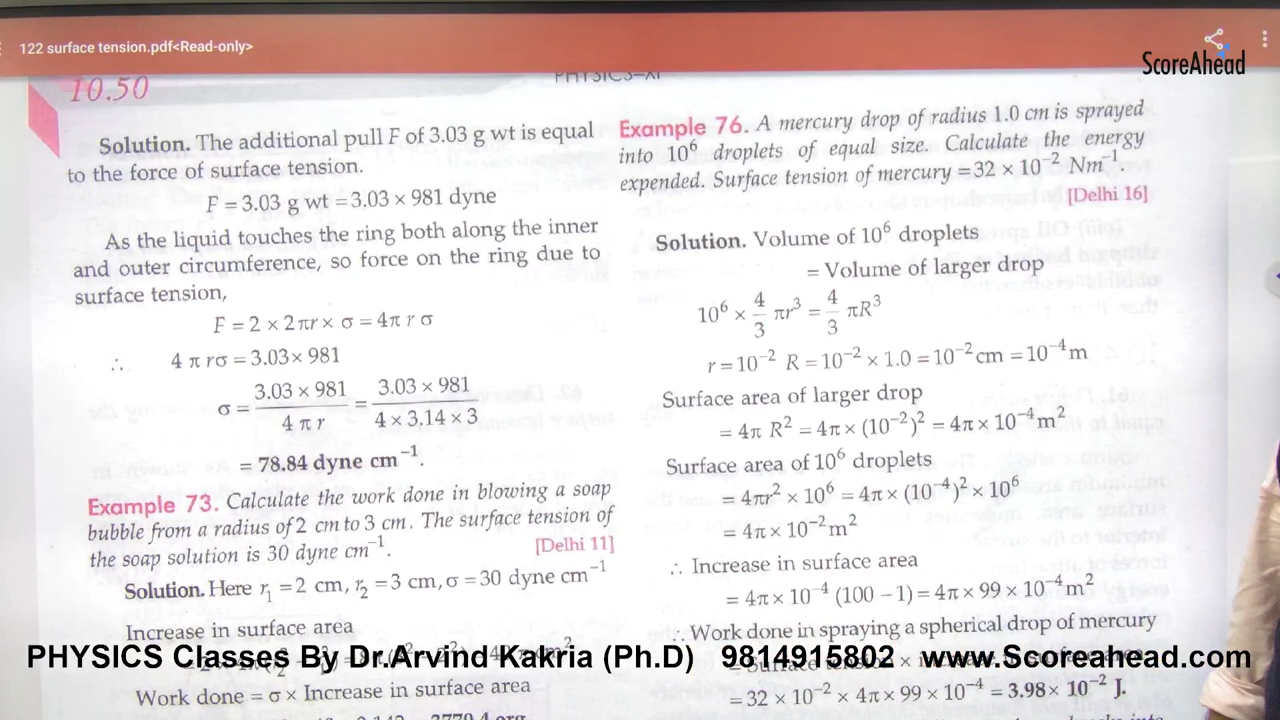 122 surface tension.pdf<Read-only>
ScoreAhead
10.50
PHYSICS-XI
Solution. The additional pull F of 3.03 g wt is equal
to the force of surface tension.
F = 3.03 g wt = 3.03 × 981 dyne
As the liquid touches the ring both along the inner
and outer circumference, so force on the ring due to
surface tension,
F = 2 × 2πr × σ = 4π r σ
∴ 4 π rσ = 3.03 × 981
σ = 3.03 × 981 / 4 π r = 3.03 × 981 / 4 × 3,14 × 3
= 78.84 dyne cm⁻¹.
Example 73. Calculate the work done in blowing a soap
bubble from a radius of 2 cm to 3 cm. The surface tension of
the soap solution is 30 dyne cm⁻¹. [Delhi 11]
Solution. Here r₁ = 2 cm, r₂ = 3 cm, σ = 30 dyne cm⁻¹
Increase in surface area
Work done = σ × Increase in surface area
Example 76. A mercury drop of radius 1.0 cm is sprayed
into 10⁶ droplets of equal size. Calculate the energy
expended. Surface tension of mercury = 32 × 10⁻² Nm⁻¹.
[Delhi 16]
Solution. Volume of 10⁶ droplets
= Volume of larger drop
10⁶ × 4/3 πr³ = 4/3 πR³
r = 10⁻² R = 10⁻² × 1.0 = 10⁻² cm = 10⁻⁴ m
Surface area of larger drop
= 4π R² = 4π × (10⁻²)² = 4π × 10⁻⁴ m²
Surface area of 10⁶ droplets
= 4πr² × 10⁶ = 4π × (10⁻⁴)² × 10⁶
= 4π × 10⁻² m²
∴ Increase in surface area
= 4π × 10⁻⁴ (100 − 1) = 4π × 99 × 10⁻⁴ m²
∴ Work done in spraying a spherical drop of mercury
= Surface tension × increase in surface area
= 32 × 10⁻² × 4π × 99 × 10⁻⁴ = 3.98 × 10⁻² J.
PHYSICS Classes By Dr.Arvind Kakria (Ph.D) 9814915802 www.Scoreahead.com